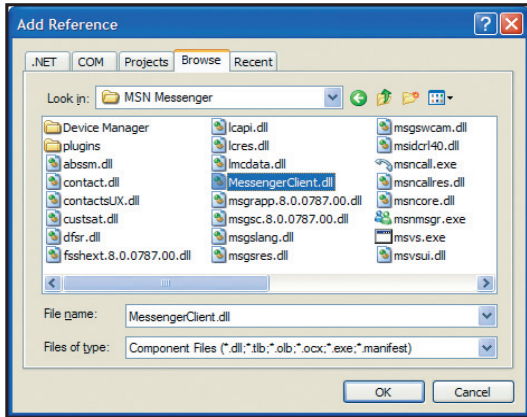 Add Reference
.NET COM Projects Browse Recent
Look in: MSN Messenger
Device Manager lcapi.dll msgswcam.dll
plugins lcres.dll msidcrl40.dll
abssm.dll lmcdata.dll msncall.exe
contact.dll MessengerClient.dll msncallres.dll
contactsUX.dll msgrapp.8.0.0787.00.dll msncore.dll
custsat.dll msgsc.8.0.0787.00.dll msnmsgr.exe
dfsr.dll msgslang.dll msvs.exe
fsshext.8.0.0787.00.dll msgsres.dll msvsui.dll
File name: MessengerClient.dll
Files of type: Component Files (*.dll;*.tlb;*.olb;*.ocx;*.exe;*.manifest)
OK Cancel